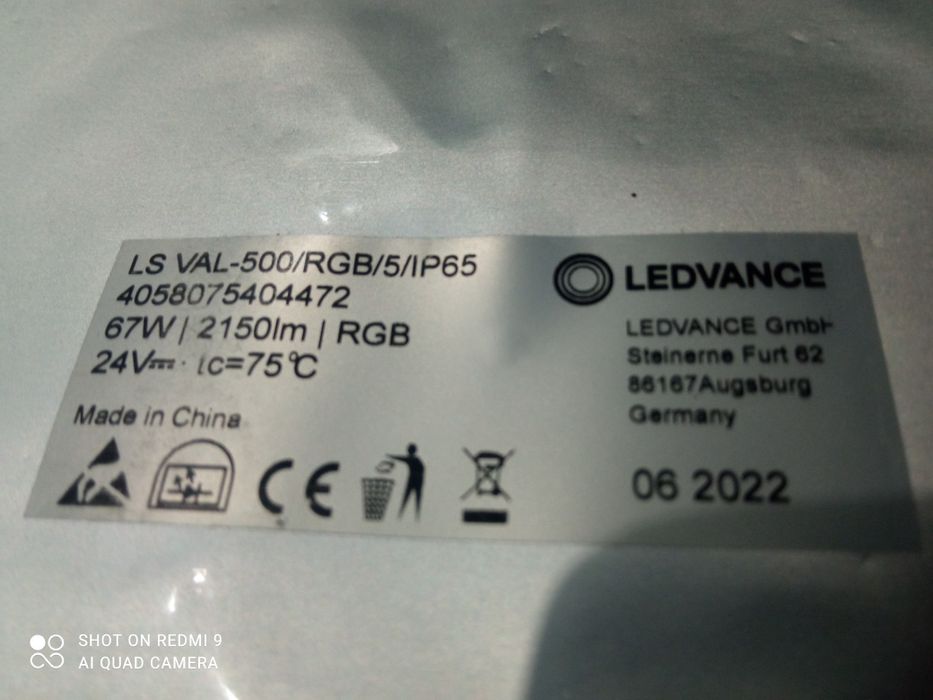 LS VAL-500/RGB/5/IP65
4058075404472
67W | 2150lm | RGB
24V⎓ · tc=75°C
Made in China
CE
LEDVANCE
LEDVANCE GmbH
Steinerne Furt 62
86167Augsburg
Germany
06 2022
SHOT ON REDMI 9
AI QUAD CAMERA